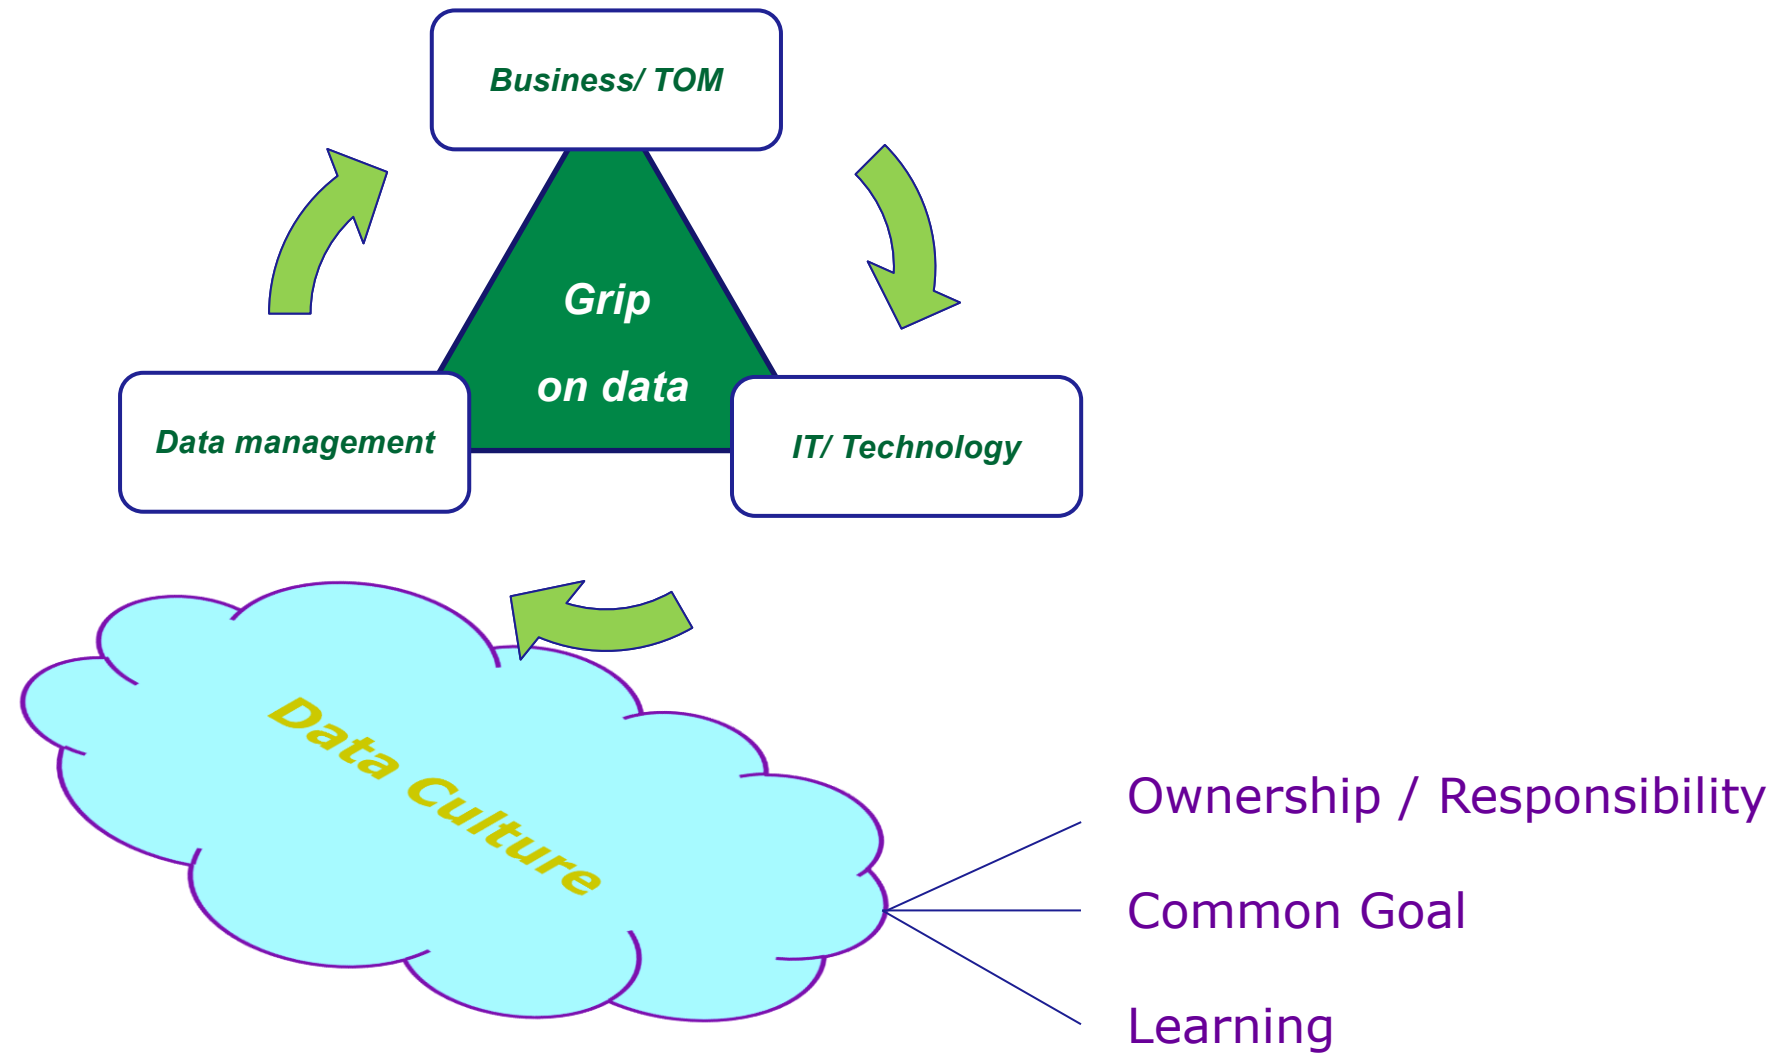 Business/ TOM
Grip
on data
Data management
IT/ Technology
Data Culture
Ownership / Responsibility
Common Goal
Learning